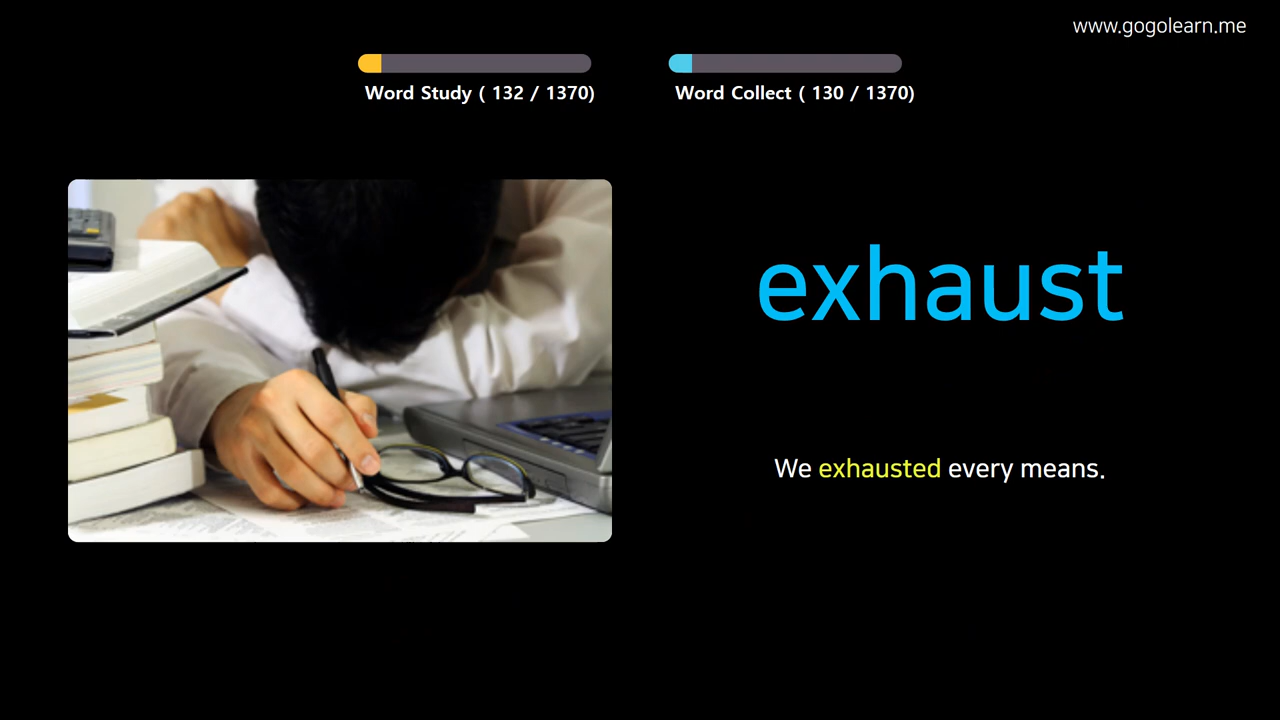 www.gogolearn.me
Word Study ( 132 / 1370)
Word Collect ( 130 / 1370)
exhaust
We exhausted every means.